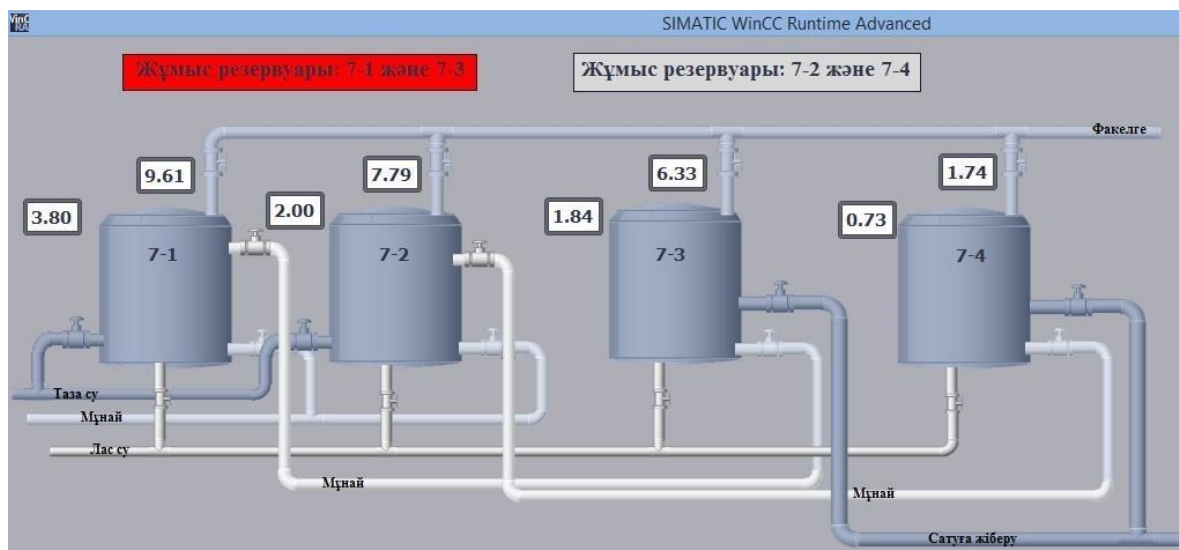 SIMATIC WinCC Runtime Advanced
Жұмыс резервуары: 7-1 және 7-3
Жұмыс резервуары: 7-2 және 7-4
Факелге
9.61
7.79
6.33
1.74
3.80
2.00
1.84
0.73
7-1
7-2
7-3
7-4
Таза су
Мұнай
Лас су
Мұнай
Мұнай
Сатуға жіберу